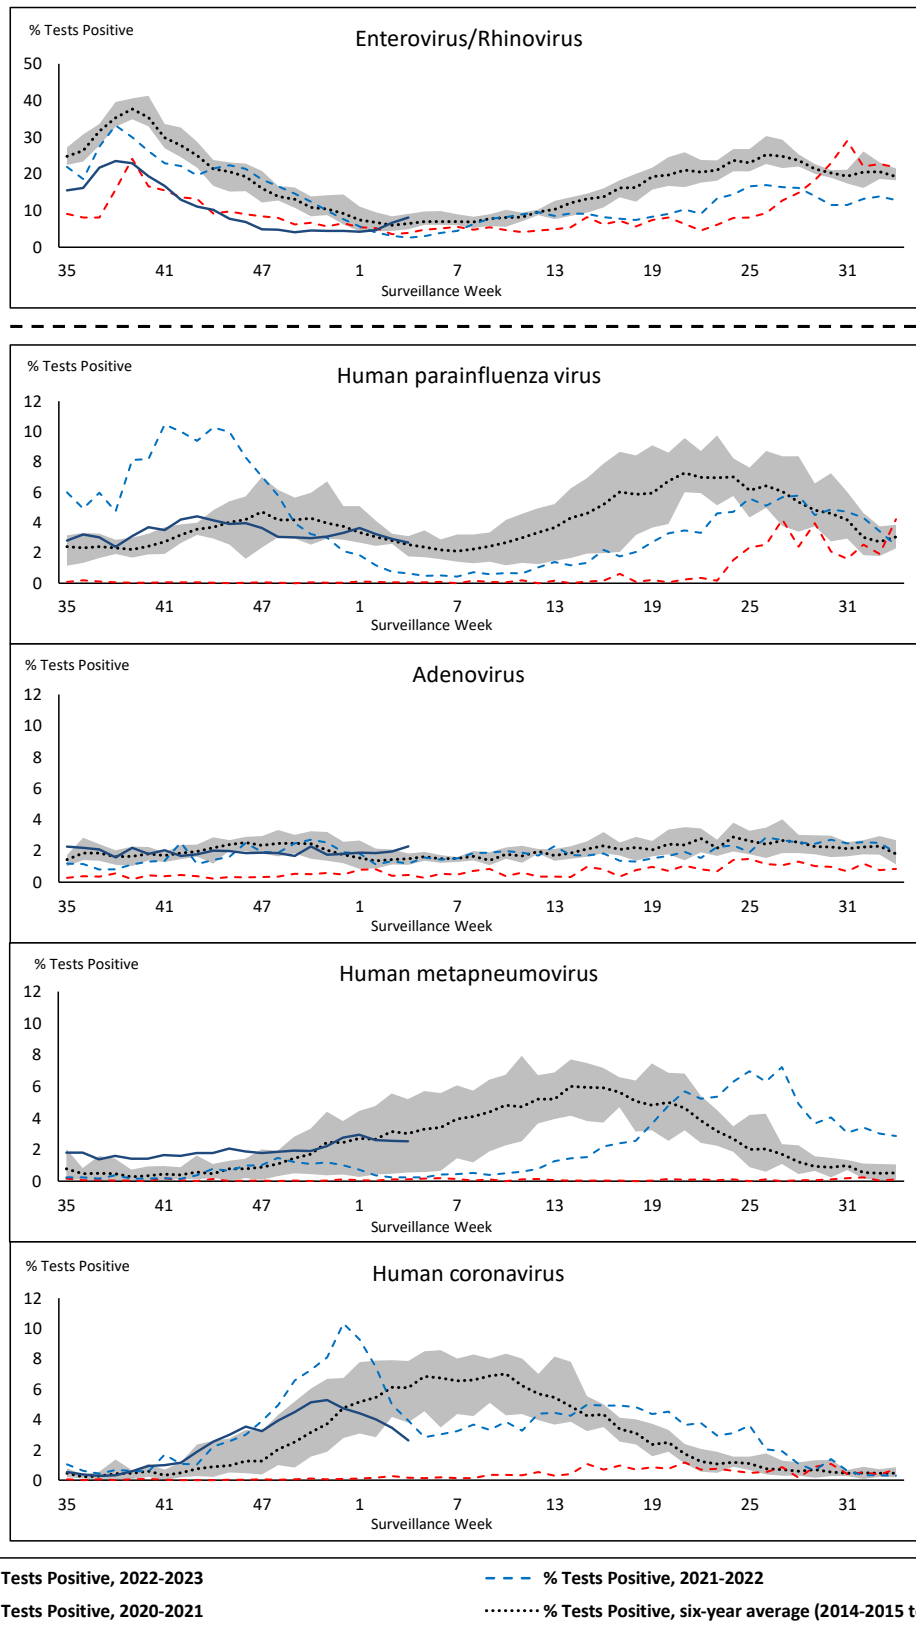 % Tests Positive
Enterovirus/Rhinovirus
50
40
30
20
10
0
35 41 47 1 7 13 19 25 31
Surveillance Week
% Tests Positive
Human parainfluenza virus
12
10
8
6
4
2
0
35 41 47 1 7 13 19 25 31
Surveillance Week
% Tests Positive
Adenovirus
12
10
8
6
4
2
0
35 41 47 1 7 13 19 25 31
% Tests Positive
Human metapneumovirus
12
10
8
6
4
2
0
35 41 47 1 7 13 19 25 31
Surveillance Week
% Tests Positive
Human coronavirus
12
10
8
6
4
2
0
35 41 47 1 7 13 19 25 31
Surveillance Week
Tests Positive, 2022-2023 % Tests Positive, 2021-2022
Tests Positive, 2020-2021 % Tests Positive, six-year average (2014-2015 t